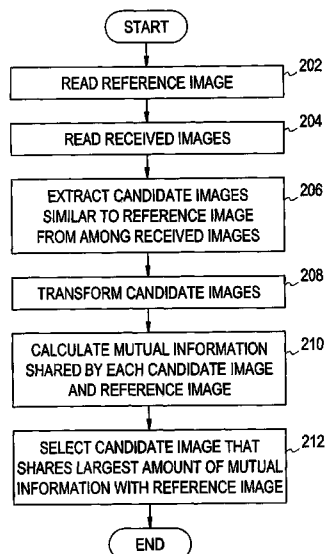 START
202
READ REFERENCE IMAGE
204
READ RECEIVED IMAGES
206
EXTRACT CANDIDATE IMAGES
SIMILAR TO REFERENCE IMAGE
FROM AMONG RECEIVED IMAGES
208
TRANSFORM CANDIDATE IMAGES
210
CALCULATE MUTUAL INFORMATION
SHARED BY EACH CANDIDATE IMAGE
AND REFERENCE IMAGE
212
SELECT CANDIDATE IMAGE THAT
SHARES LARGEST AMOUNT OF MUTUAL
INFORMATION WITH REFERENCE IMAGE
END